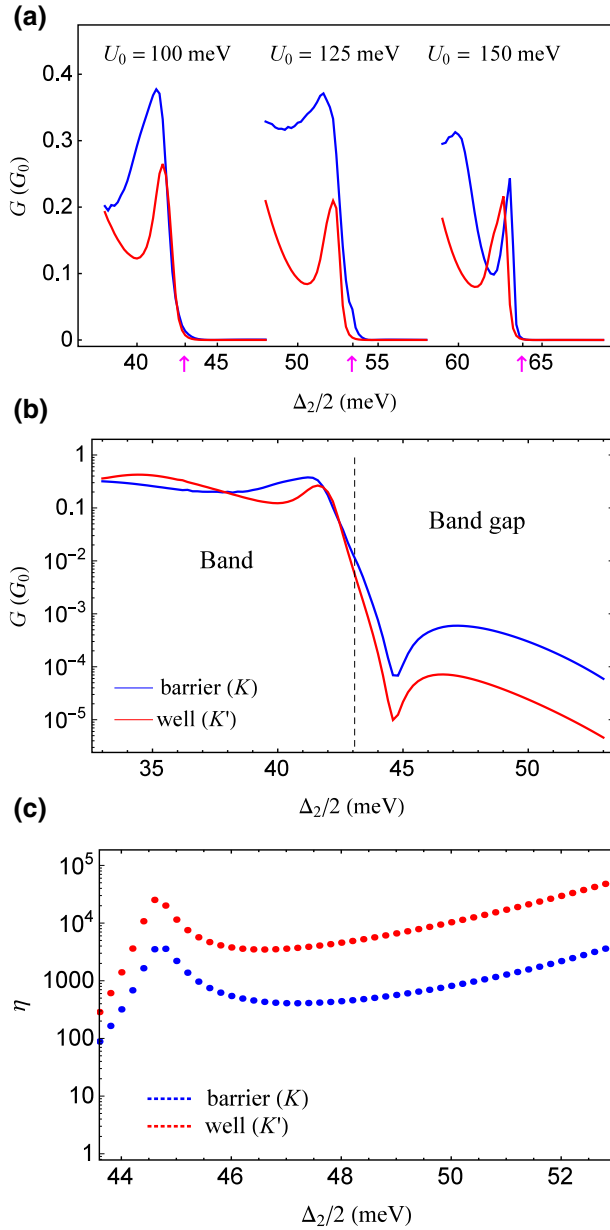 (a)
U₀ = 100 meV U₀ = 125 meV U₀ = 150 meV
0.4
0.3
0.2
0.1
0
G (G₀)
40 45 50 55 60 65
Δ₂/2 (meV)
(b)
1
0.1
10⁻²
10⁻³
10⁻⁴
10⁻⁵
G (G₀)
Band
Band gap
barrier (K)
well (K')
35 40 45 50
Δ₂/2 (meV)
(c)
10⁵
10⁴
1000
100
10
1
η
barrier (K)
well (K')
44 46 48 50 52
Δ₂/2 (meV)